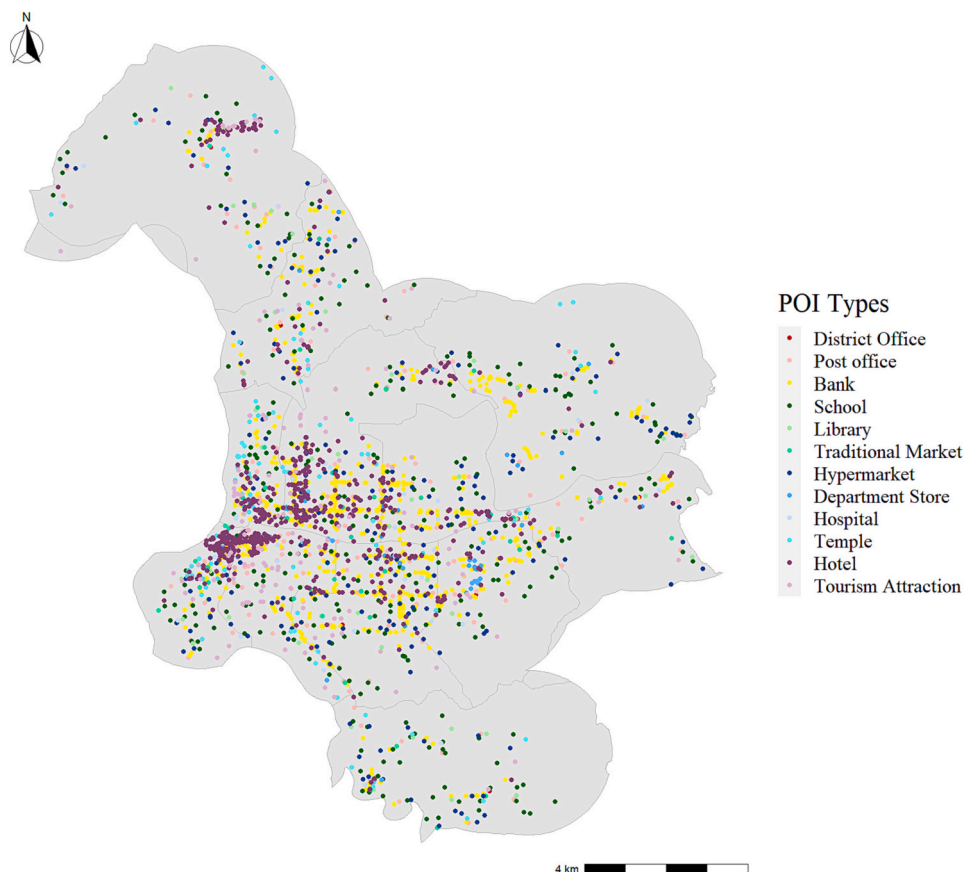 N
POI Types
District Office
Post office
Bank
School
Library
Traditional Market
Hypermarket
Department Store
Hospital
Temple
Hotel
Tourism Attraction
4 km